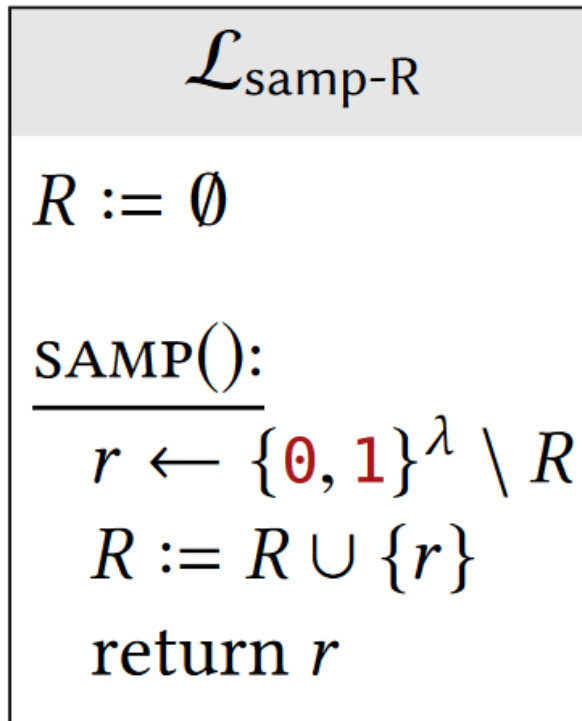 ℒsamp-R
R := ∅
SAMP():
r ← {0, 1}^λ \ R
R := R ∪ {r}
return r